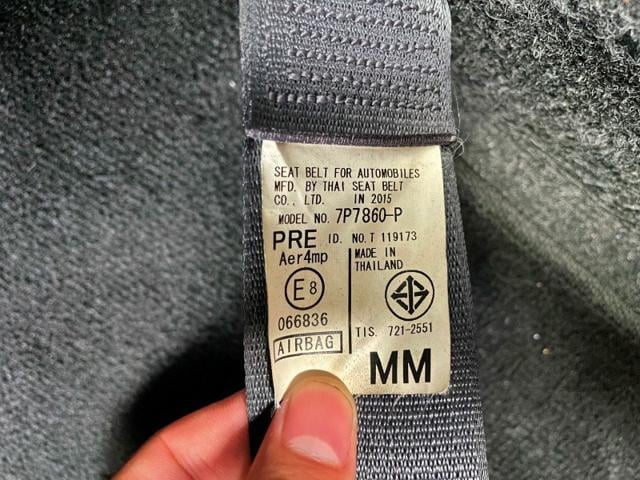 SEAT BELT FOR AUTOMOBILES
MFD. BY THAI SEAT BELT
CO., LTD. IN 2015
MODEL NO. 7P7860-P
PRE ID. NO. T 119173
Aer4mp
MADE IN
THAILAND
E8
066836
TIS. 721-2551
AIRBAG
MM